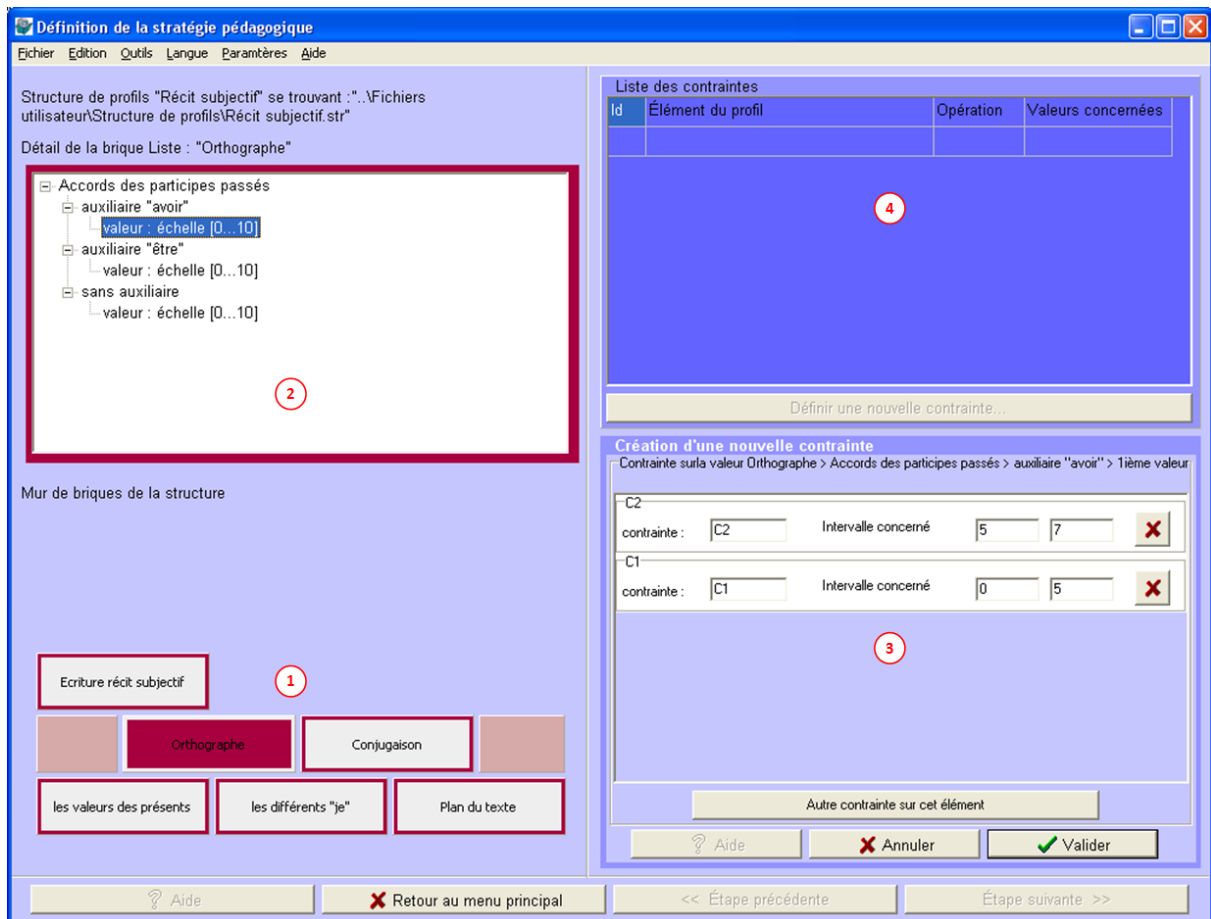 Définition de la stratégie pédagogique
Fichier Edition Outils Langue Paramtères Aide
Structure de profils "Récit subjectif" se trouvant :"..\Fichiers
utilisateur\Structure de profils\Récit subjectif.str"
Détail de la brique Liste : "Orthographe"
Accords des participes passés
auxiliaire "avoir"
valeur : échelle [0...10]
auxiliaire "être"
valeur : échelle [0...10]
sans auxiliaire
valeur : échelle [0...10]
2
Mur de briques de la structure
Ecriture récit subjectif
1
Orthographe Conjugaison
les valeurs des présents les différents "je" Plan du texte
Liste des contraintes
Id Élément du profil Opération Valeurs concernées
4
Définir une nouvelle contrainte...
Création d'une nouvelle contrainte
Contrainte surla valeur Orthographe > Accords des participes passés > auxiliaire "avoir" > 1ième valeur
C2
contrainte : C2 Intervalle concerné 5 7
C1
contrainte : C1 Intervalle concerné 0 5
3
Autre contrainte sur cet élément
Aide Annuler Valider
Aide Retour au menu principal << Étape précédente Étape suivante >>